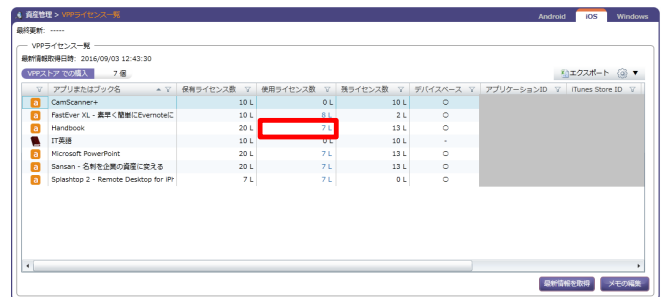 資産管理 > VPPライセンス一覧
Android iOS Windows
最終更新: -----
VPPライセンス一覧
最新情報取得日時: 2016/09/03 12:43:30
VPPストア での購入 7 個
エクスポート
アプリまたはブック名 保有ライセンス数 使用ライセンス数 残ライセンス数 デバイスベース アプリケーションID iTunes Store ID
CamScanner+ 10 L 0 L 10 L ○
FastEver XL - 素早く簡単にEvernoteに 10 L 8 L 2 L ○
Handbook 20 L 7 L 13 L ○
IT英語 10 L 0 L 10 L -
Microsoft PowerPoint 20 L 7 L 13 L ○
Sansan - 名刺を企業の資産に変える 20 L 7 L 13 L ○
Splashtop 2 - Remote Desktop for iPh 7 L 7 L 0 L ○
最新情報を取得 メモの編集